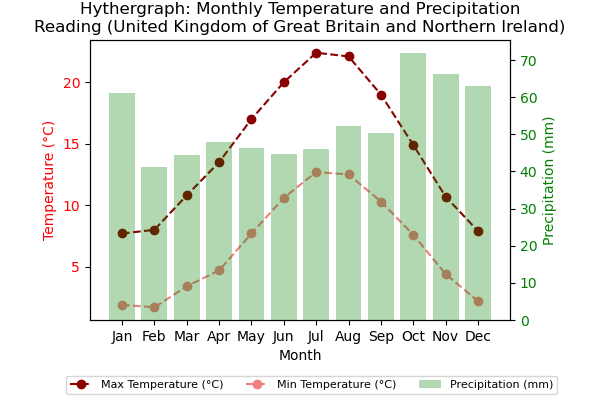 Hythergraph: Monthly Temperature and Precipitation
Reading (United Kingdom of Great Britain and Northern Ireland)
Temperature (°C)
20
15
10
5
70
60
50
40
30
20
10
0
Precipitation (mm)
Jan Feb Mar Apr May Jun Jul Aug Sep Oct Nov Dec
Month
Max Temperature (°C) Min Temperature (°C) Precipitation (mm)